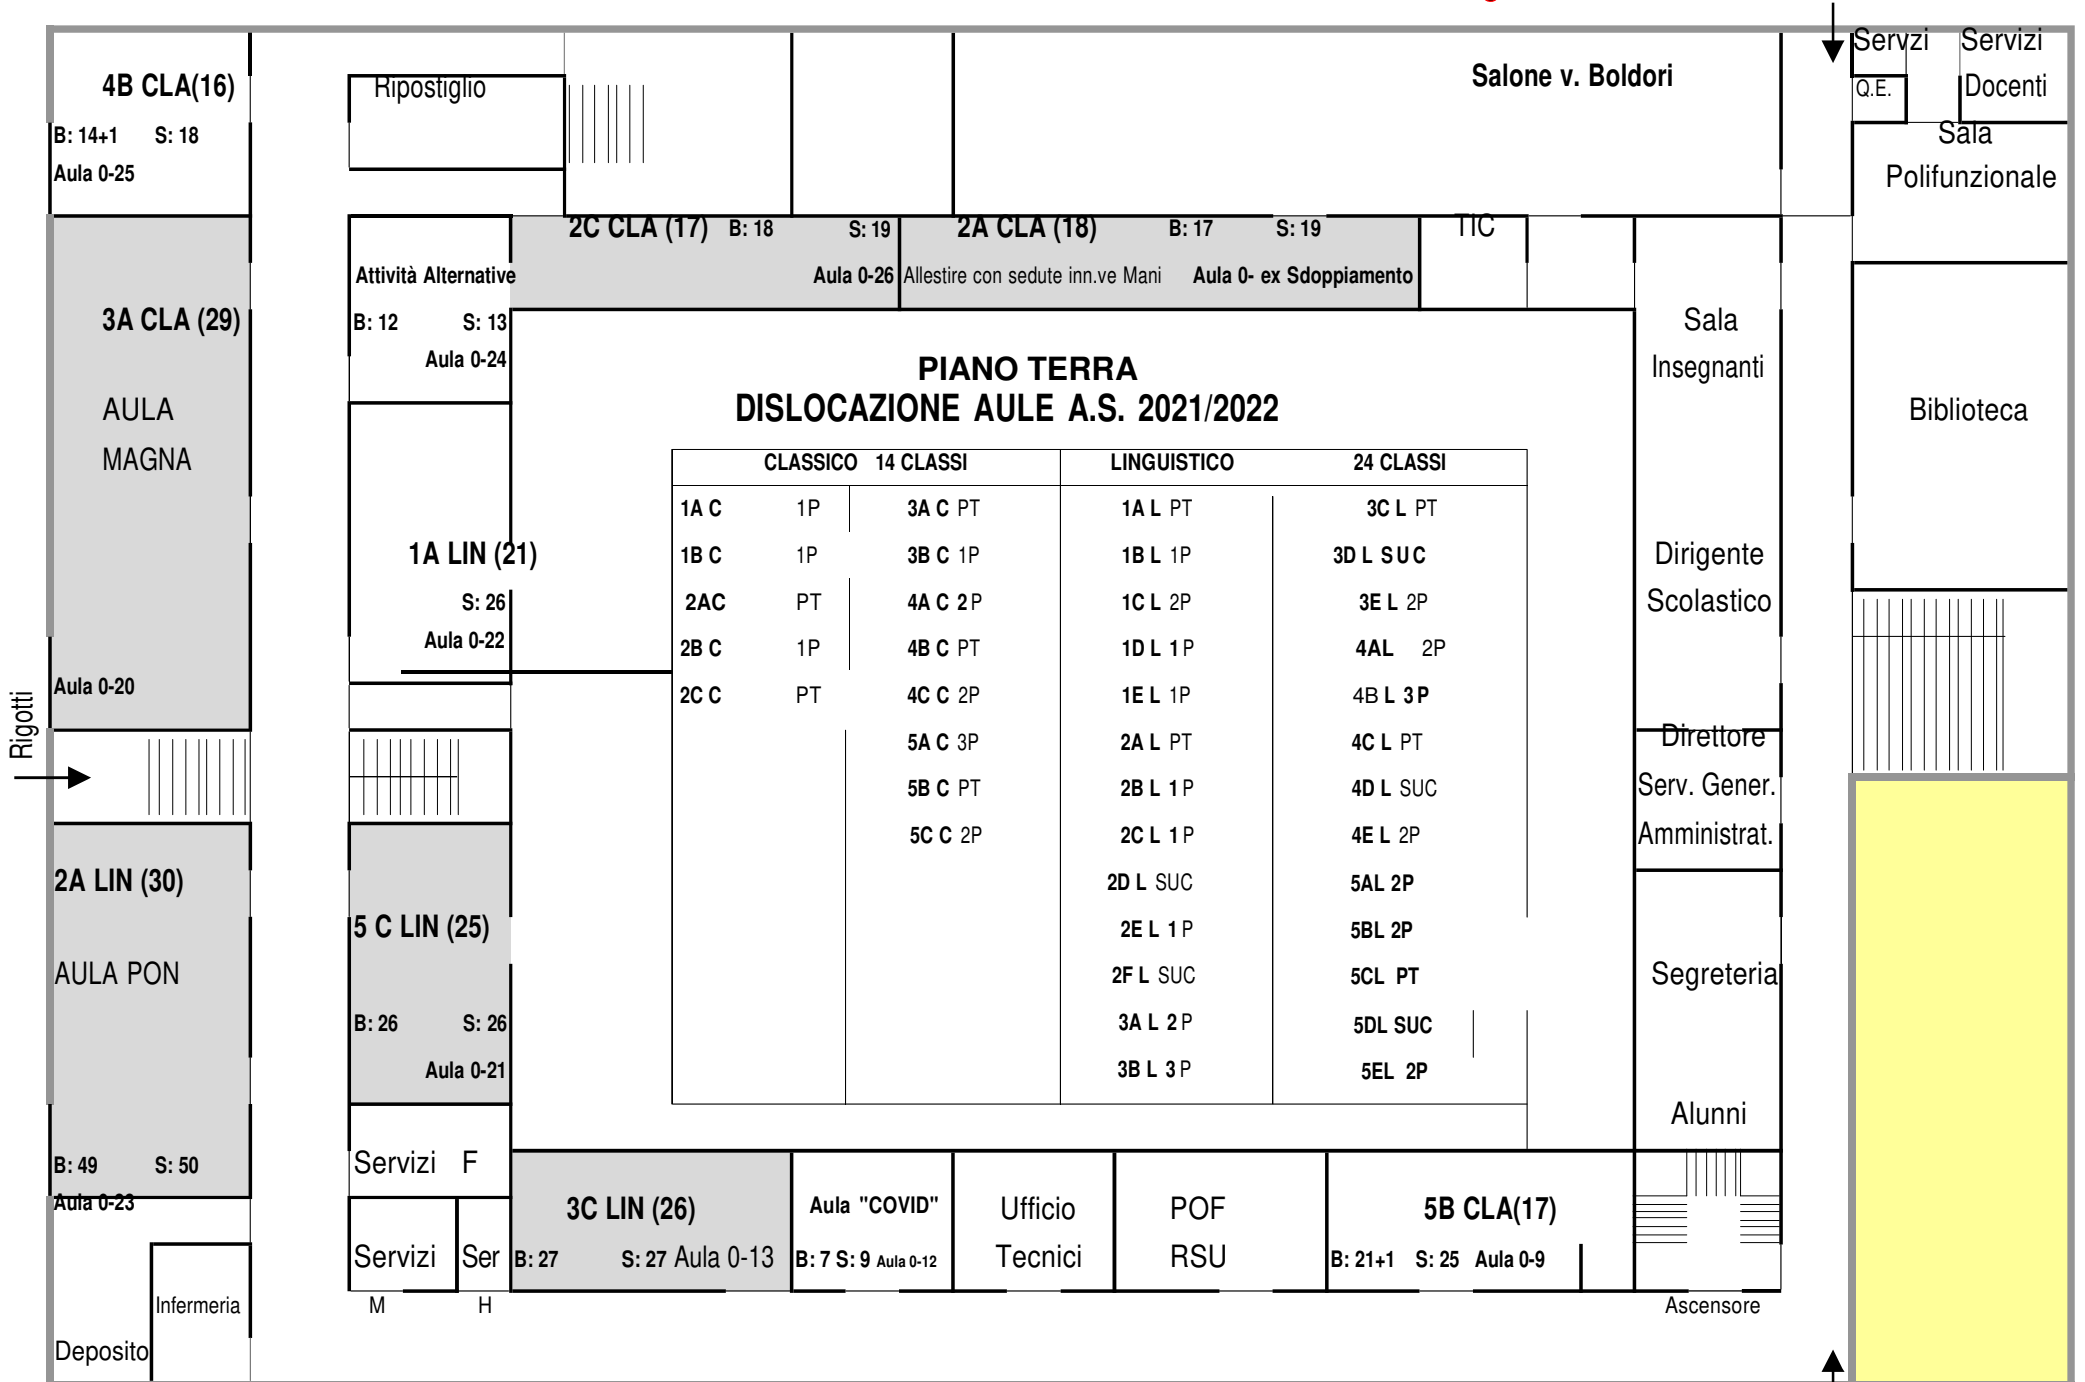 Servzi Servizi
4B CLA(16) Ripostiglio Salone v. Boldori Q.E. Docenti
B: 14+1 S: 18 Sala
Aula 0-25 Polifunzionale
2C CLA (17) B: 18 S: 19 2A CLA (18) B: 17 S: 19 TIC
Attività Alternative Aula 0-26 Allestire con sedute inn.ve Mani Aula 0- ex Sdoppiamento
3A CLA (29) B: 12 S: 13 Sala
Aula 0-24 PIANO TERRA Insegnanti
AULA DISLOCAZIONE AULE A.S. 2021/2022 Biblioteca
MAGNA CLASSICO 14 CLASSI LINGUISTICO 24 CLASSI
1A C 1P 3A C PT 1A L PT 3C L PT
1A LIN (21) 1B C 1P 3B C 1P 1B L 1P 3D L SUC Dirigente
S: 26 2AC PT 4A C 2P 1C L 2P 3E L 2P Scolastico
Aula 0-22 2B C 1P 4B C PT 1D L 1P 4AL 2P
Aula 0-20 2C C PT 4C C 2P 1E L 1P 4B L 3P
Rigotti 5A C 3P 2A L PT 4C L PT Direttore
5B C PT 2B L 1P 4D L SUC Serv. Gener.
5C C 2P 2C L 1P 4E L 2P Amministrat.
2A LIN (30) 2D L SUC 5AL 2P
5 C LIN (25) 2E L 1P 5BL 2P
AULA PON 2F L SUC 5CL PT Segreteria
B: 26 S: 26 3A L 2P 5DL SUC
Aula 0-21 3B L 3P 5EL 2P
Alunni
B: 49 S: 50 Servizi F
Aula 0-23 3C LIN (26) Aula "COVID" Ufficio POF 5B CLA(17)
Servizi Ser B: 27 S: 27 Aula 0-13 B: 7 S: 9 Aula 0-12 Tecnici RSU B: 21+1 S: 25 Aula 0-9
Infermeria M H Ascensore
Deposito